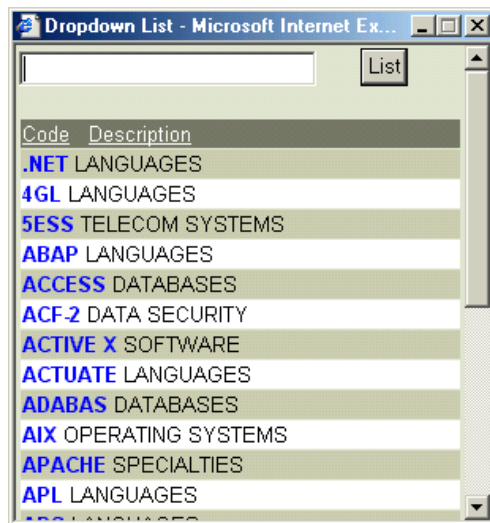 Dropdown List - Microsoft Internet Ex...
List
Code Description
.NET LANGUAGES
4GL LANGUAGES
5ESS TELECOM SYSTEMS
ABAP LANGUAGES
ACCESS DATABASES
ACF-2 DATA SECURITY
ACTIVE X SOFTWARE
ACTUATE LANGUAGES
ADABAS DATABASES
AIX OPERATING SYSTEMS
APACHE SPECIALTIES
APL LANGUAGES